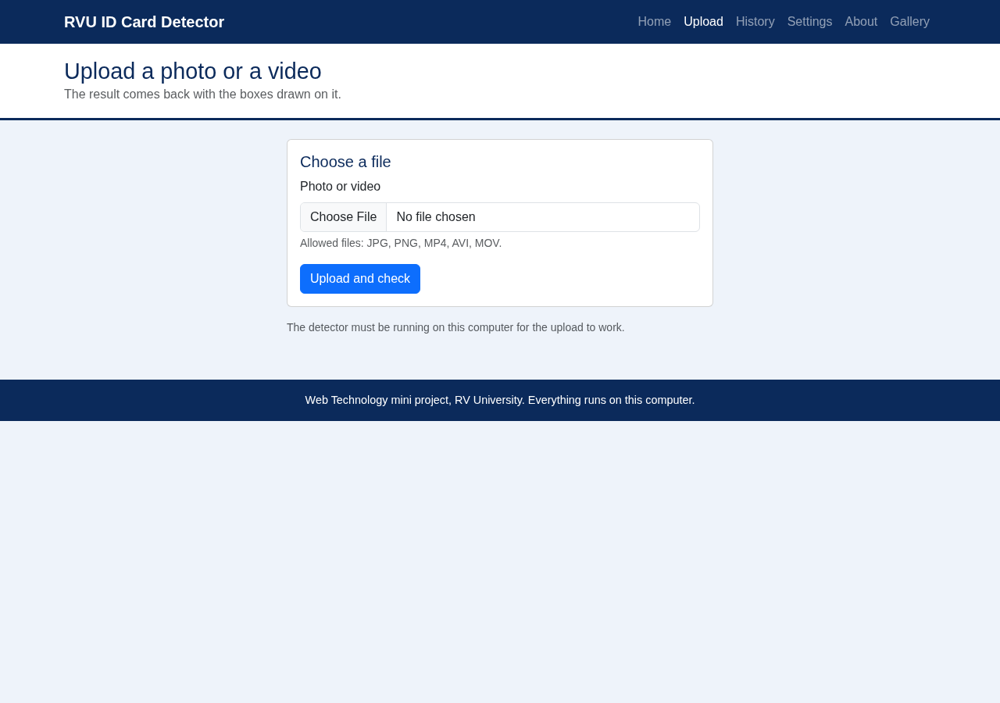 RVU ID Card Detector
Home Upload History Settings About Gallery
Upload a photo or a video
The result comes back with the boxes drawn on it.
Choose a file
Photo or video
Choose File No file chosen
Allowed files: JPG, PNG, MP4, AVI, MOV.
Upload and check
The detector must be running on this computer for the upload to work.
Web Technology mini project, RV University. Everything runs on this computer.